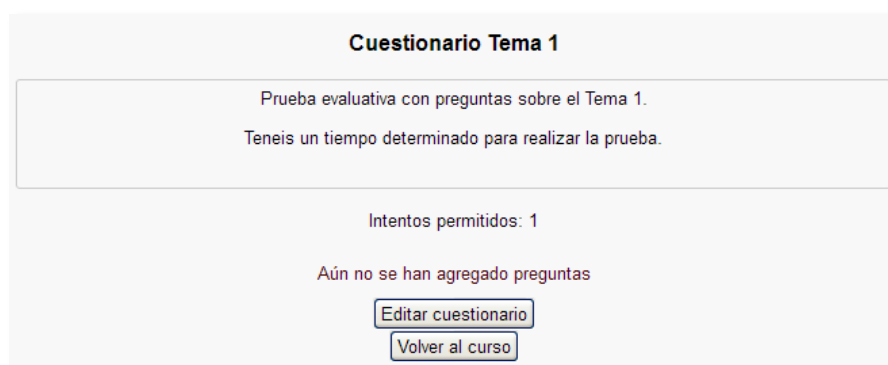 Cuestionario Tema 1
Prueba evaluativa con preguntas sobre el Tema 1.
Teneis un tiempo determinado para realizar la prueba.
Intentos permitidos: 1
Aún no se han agregado preguntas
Editar cuestionario
Volver al curso